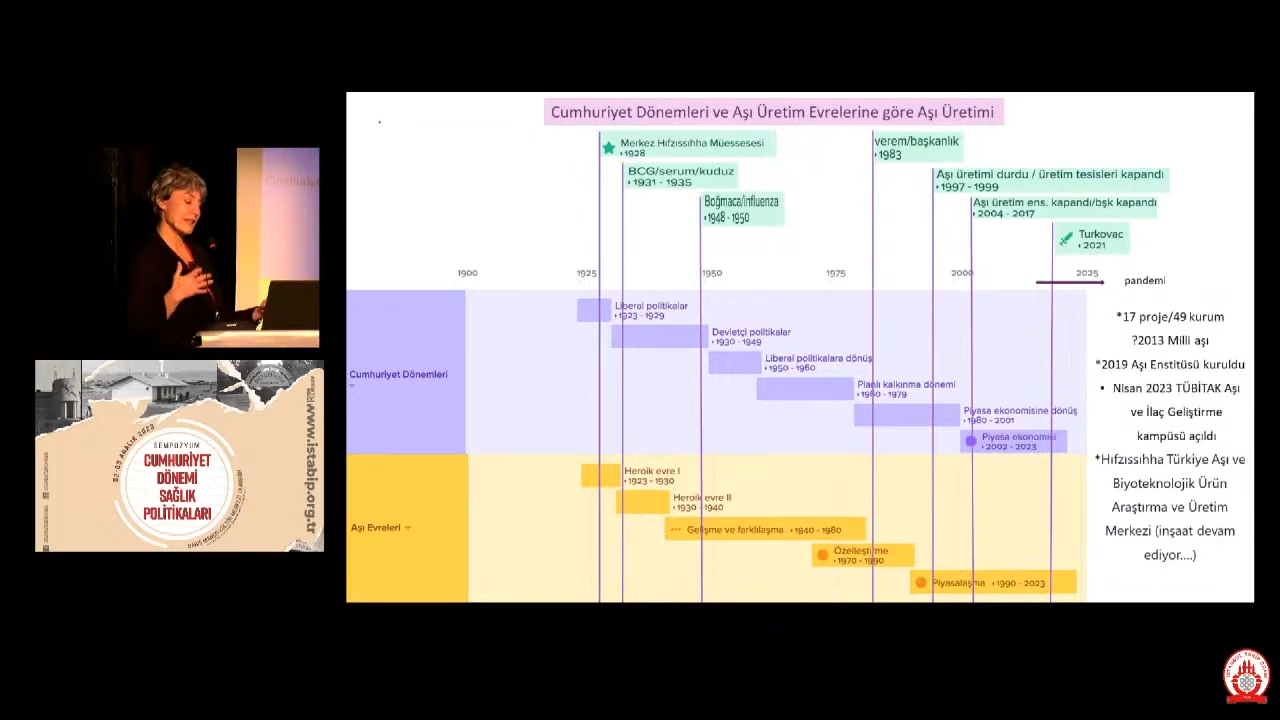 Cumhuriyet Dönemleri ve Aşı Üretim Evrelerine göre Aşı Üretimi
Merkez Hıfzıssıhha Müessesesi
1928
BCG/serum/kuduz
1931 - 1935
Boğmaca/influenza
1948 - 1950
verem/başkanlık
1983
Aşı üretimi durdu / üretim tesisleri kapandı
1997 - 1999
Aşı üretim ens. kapandı/bşk kapandı
2004 - 2017
Turkovac
2021
1900
1925
1950
1975
2000
2025
pandemi
Cumhuriyet Dönemleri
Liberal politikalar
1923 - 1929
Devletçi politikalar
1930 - 1949
Liberal politikalara dönüş
1950 - 1960
Planlı kalkınma dönemi
1960 - 1979
Piyasa ekonomisine dönüş
1980 - 2001
Piyasa ekonomisi
2002 - 2023
Aşı Evreleri
Heroik evre I
1923 - 1930
Heroik evre II
1930 - 1940
Gelişme ve farklılaşma 1940 - 1980
Özelleştirme
1970 - 1990
Piyasalaşma 1990 - 2023
*17 proje/49 kurum
?2013 Milli aşı
*2019 Aşı Enstitüsü kuruldu
• Nisan 2023 TÜBİTAK Aşı
ve İlaç Geliştirme
kampüsü açıldı
*Hıfzıssıhha Türkiye Aşı ve
Biyoteknolojik Ürün
Araştırma ve Üretim
Merkezi (inşaat devam
ediyor....)
02-03 ARALIK 2023
SEMPOZYUM
CUMHURİYET
DÖNEMİ
SAĞLIK
POLİTİKALARI
www.istabip.org.tr
İSTANBUL TABİP ODASI